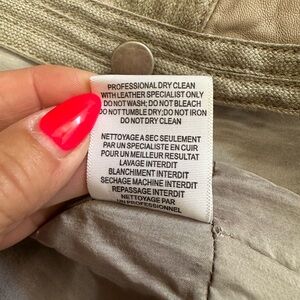 PROFESSIONAL DRY CLEAN
WITH LEATHER SPECIALIST ONLY
DO NOT WASH; DO NOT BLEACH
DO NOT TUMBLE DRY; DO NOT IRON
DO NOT DRY CLEAN
NETTOYAGE A SEC SEULEMENT
PAR UN SPECIALISTE EN CUIR
POUR UN MEILLEUR RESULTAT
LAVAGE INTERDIT
BLANCHIMENT INTERDIT
SECHAGE MACHINE INTERDIT
REPASSAGE INTERDIT
NETTOYAGE PAR
UN PROFESSIONNEL